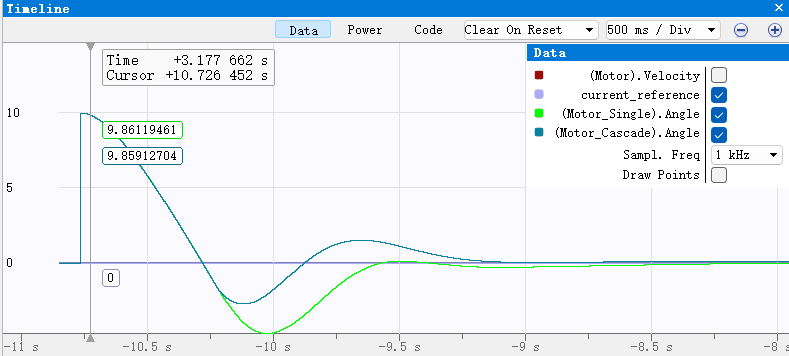 Timeline
Data Power Code Clear On Reset 500 ms / Div
Time +3.177 662 s
Cursor +10.726 452 s
Data
(Motor).Velocity
current_reference
(Motor_Single).Angle
(Motor_Cascade).Angle
Sampl. Freq 1 kHz
Draw Points
10
9.86119461
9.85912704
5
0
0
-11 s -10.5 s -10 s -9.5 s -9 s -8.5 s -8 s